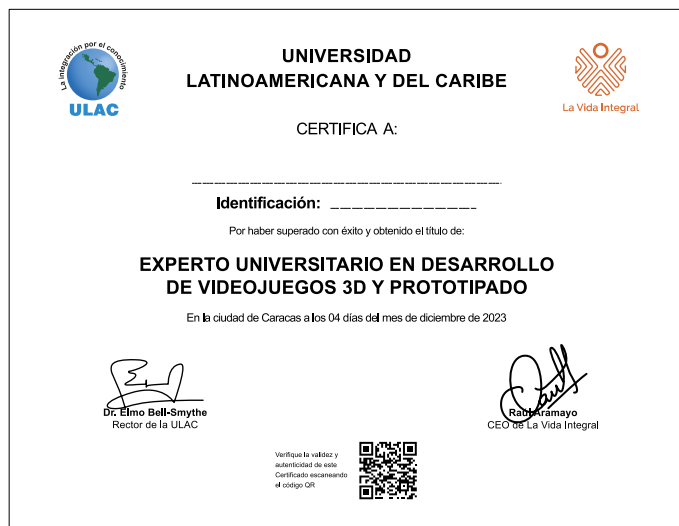 La integración por el conocimiento
ULAC
UNIVERSIDAD
LATINOAMERICANA Y DEL CARIBE
La Vida Integral
CERTIFICA A:
Identificación:
Por haber superado con éxito y obtenido el título de:
EXPERTO UNIVERSITARIO EN DESARROLLO
DE VIDEOJUEGOS 3D Y PROTOTIPADO
En la ciudad de Caracas a los 04 días del mes de diciembre de 2023
Dr. Elmo Bell-Smythe
Rector de la ULAC
Raúl Aramayo
CEO de La Vida Integral
Verifique la validez y
autenticidad de este
Certificado escaneando
el código QR